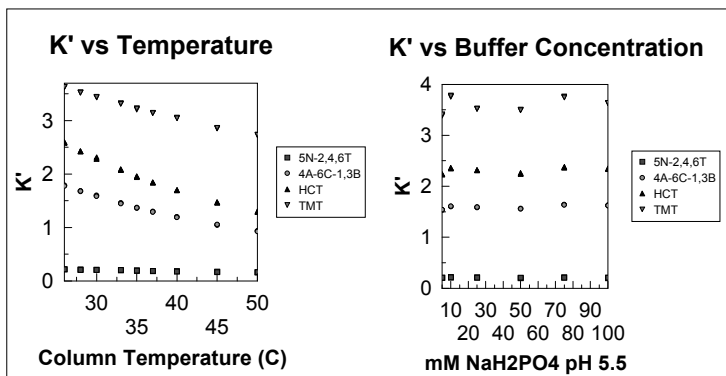 K' vs Temperature
K'
3
2
1
0
30
40
50
35
45
Column Temperature (C)
5N-2,4,6T
4A-6C-1,3B
HCT
TMT
K' vs Buffer Concentration
K'
4
3
2
1
0
10
30
50
70
90
20
40
60
80
100
mM NaH2PO4 pH 5.5
5N-2,4,6T
4A-6C-1,3B
HCT
TMT